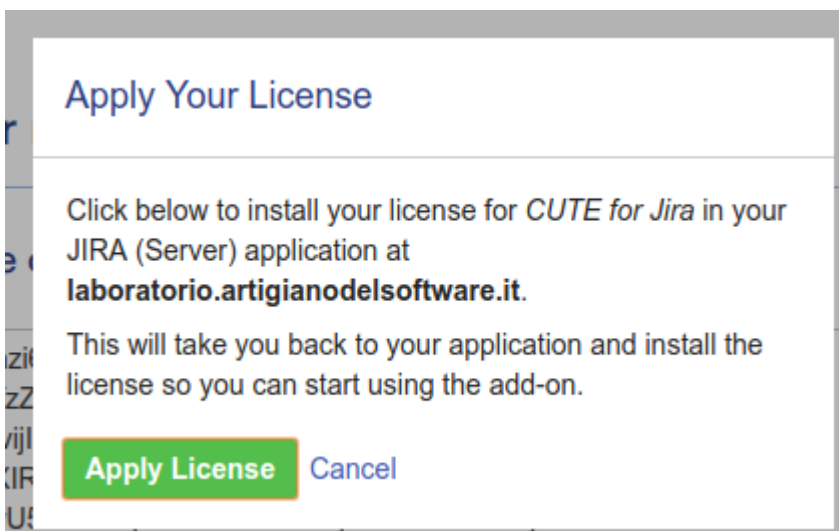 Apply Your License
Click below to install your license for CUTE for Jira in your
JIRA (Server) application at
laboratorio.artigianodelsoftware.it.
This will take you back to your application and install the
license so you can start using the add-on.
Apply License Cancel